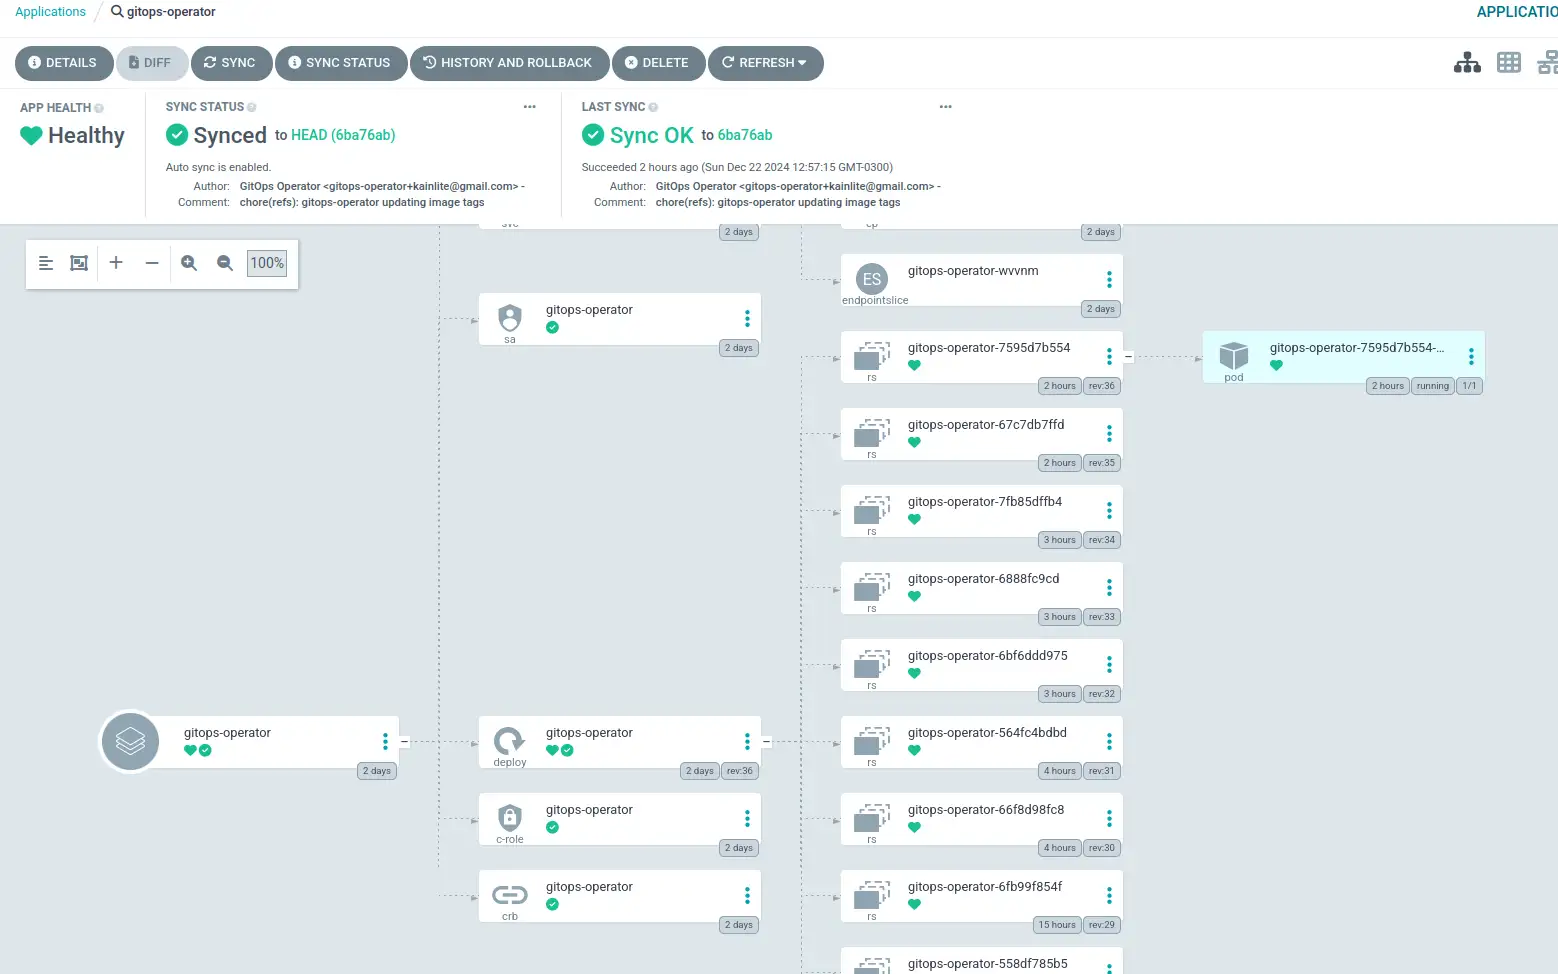 Applications / gitops-operator
APPLICATIO
DETAILS DIFF SYNC SYNC STATUS HISTORY AND ROLLBACK DELETE REFRESH
APP HEALTH
Healthy
SYNC STATUS
Synced to HEAD (6ba76ab)
Auto sync is enabled.
Author: GitOps Operator <gitops-operator+kainlite@gmail.com> -
Comment: chore(refs): gitops-operator updating image tags
LAST SYNC
Sync OK to 6ba76ab
Succeeded 2 hours ago (Sun Dec 22 2024 12:57:15 GMT-0300)
Author: GitOps Operator <gitops-operator+kainlite@gmail.com> -
Comment: chore(refs): gitops-operator updating image tags
100%
gitops-operator
2 days
svc
2 days
gitops-operator
sa
2 days
gitops-operator
deploy
2 days rev:36
gitops-operator
c-role
2 days
gitops-operator
crb
2 days
ep
2 days
ES
gitops-operator-wvvnm
endpointslice
2 days
gitops-operator-7595d7b554
rs
2 hours rev:36
gitops-operator-67c7db7ffd
rs
2 hours rev:35
gitops-operator-7fb85dffb4
rs
3 hours rev:34
gitops-operator-6888fc9cd
rs
3 hours rev:33
gitops-operator-6bf6ddd975
rs
3 hours rev:32
gitops-operator-564fc4bdbd
rs
4 hours rev:31
gitops-operator-66f8d98fc8
rs
4 hours rev:30
gitops-operator-6fb99f854f
rs
15 hours rev:29
gitops-operator-558df785b5
gitops-operator-7595d7b554-...
pod
2 hours running 1/1